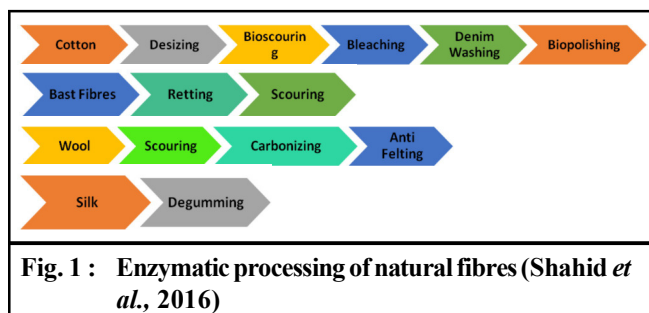 Cotton Desizing Bioscourin
g Bleaching Denim
Washing Biopolishing
Bast Fibres Retting Scouring
Wool Scouring Carbonizing Anti
Felting
Silk Degumming
Fig. 1 : Enzymatic processing of natural fibres (Shahid et
al., 2016)